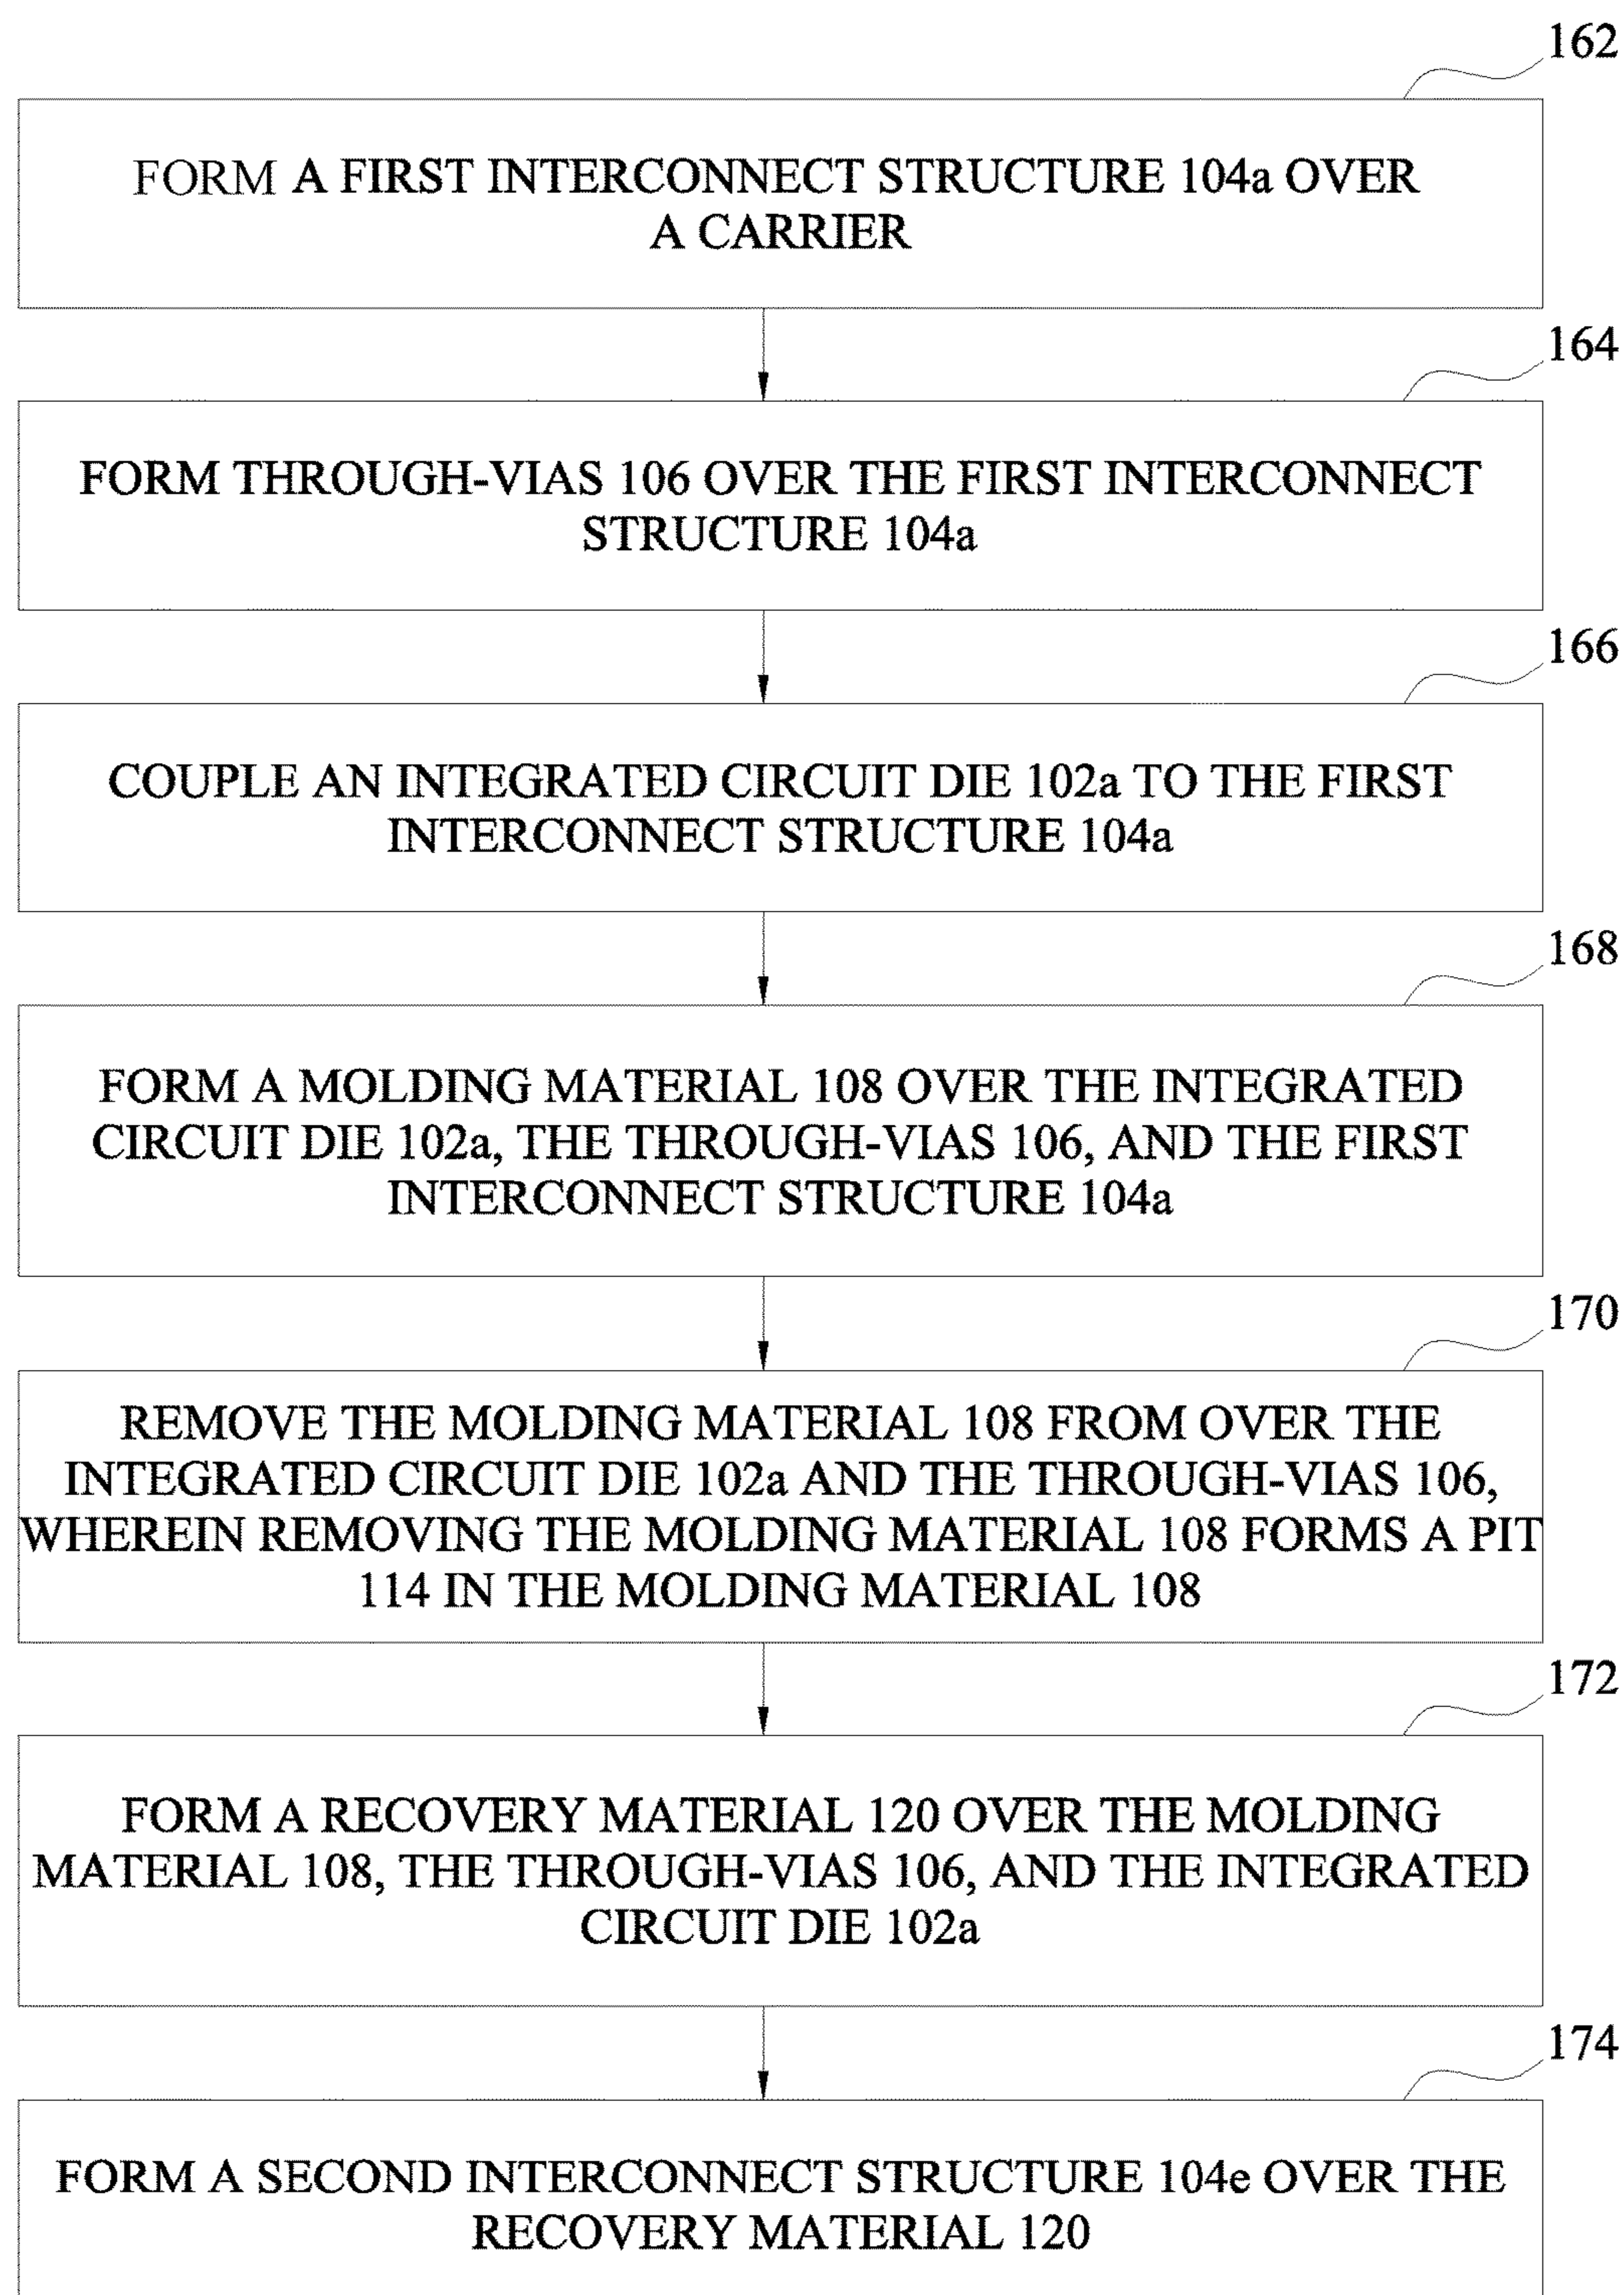 162
FORM A FIRST INTERCONNECT STRUCTURE 104a OVER
A CARRIER
164
FORM THROUGH-VIAS 106 OVER THE FIRST INTERCONNECT
STRUCTURE 104a
166
COUPLE AN INTEGRATED CIRCUIT DIE 102a TO THE FIRST
INTERCONNECT STRUCTURE 104a
168
FORM A MOLDING MATERIAL 108 OVER THE INTEGRATED
CIRCUIT DIE 102a, THE THROUGH-VIAS 106, AND THE FIRST
INTERCONNECT STRUCTURE 104a
170
REMOVE THE MOLDING MATERIAL 108 FROM OVER THE
INTEGRATED CIRCUIT DIE 102a AND THE THROUGH-VIAS 106,
WHEREIN REMOVING THE MOLDING MATERIAL 108 FORMS A PIT
114 IN THE MOLDING MATERIAL 108
172
FORM A RECOVERY MATERIAL 120 OVER THE MOLDING
MATERIAL 108, THE THROUGH-VIAS 106, AND THE INTEGRATED
CIRCUIT DIE 102a
174
FORM A SECOND INTERCONNECT STRUCTURE 104e OVER THE
RECOVERY MATERIAL 120